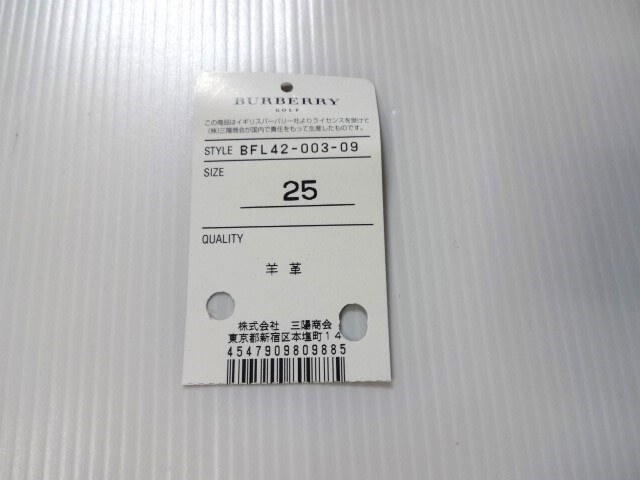 BURBERRY
GOLF
この商品はイギリスバーバリー社よりライセンスを受けて
(株)三陽商会が国内で責任をもって生産したものです。
STYLE BFL42-003-09
SIZE
25
QUALITY
羊 革
株式会社 三陽商会
東京都新宿区本塩町14
4547909809885